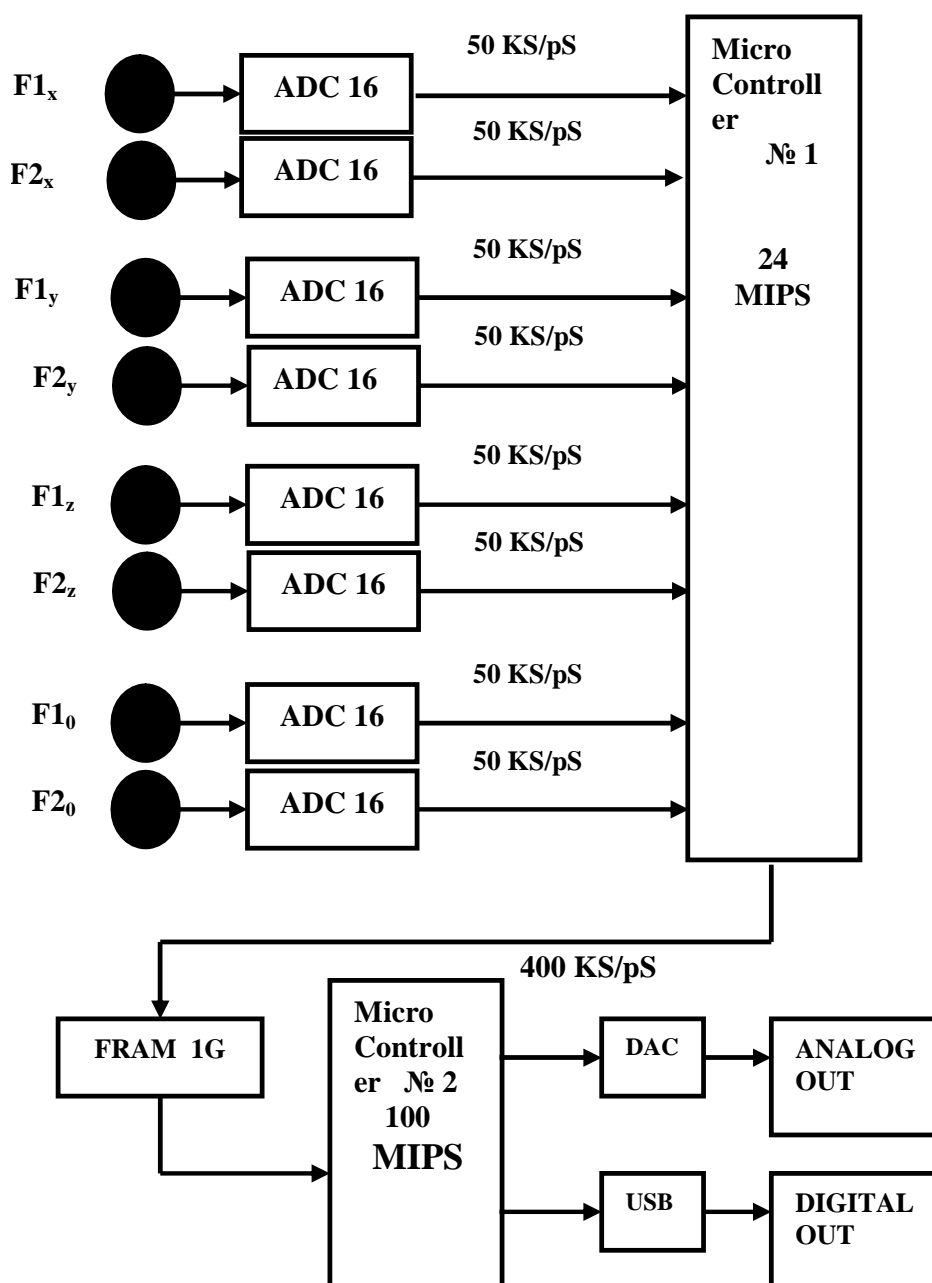 50 KS/pS
F1x
ADC 16
50 KS/pS
F2x
ADC 16
50 KS/pS
F1y
ADC 16
50 KS/pS
F2y
ADC 16
50 KS/pS
F1z
ADC 16
50 KS/pS
F2z
ADC 16
50 KS/pS
F10
ADC 16
50 KS/pS
F20
ADC 16
Micro
Controll
er
№ 1
24
MIPS
400 KS/pS
FRAM 1G
Micro
Controll
er № 2
100
MIPS
DAC
ANALOG
OUT
USB
DIGITAL
OUT